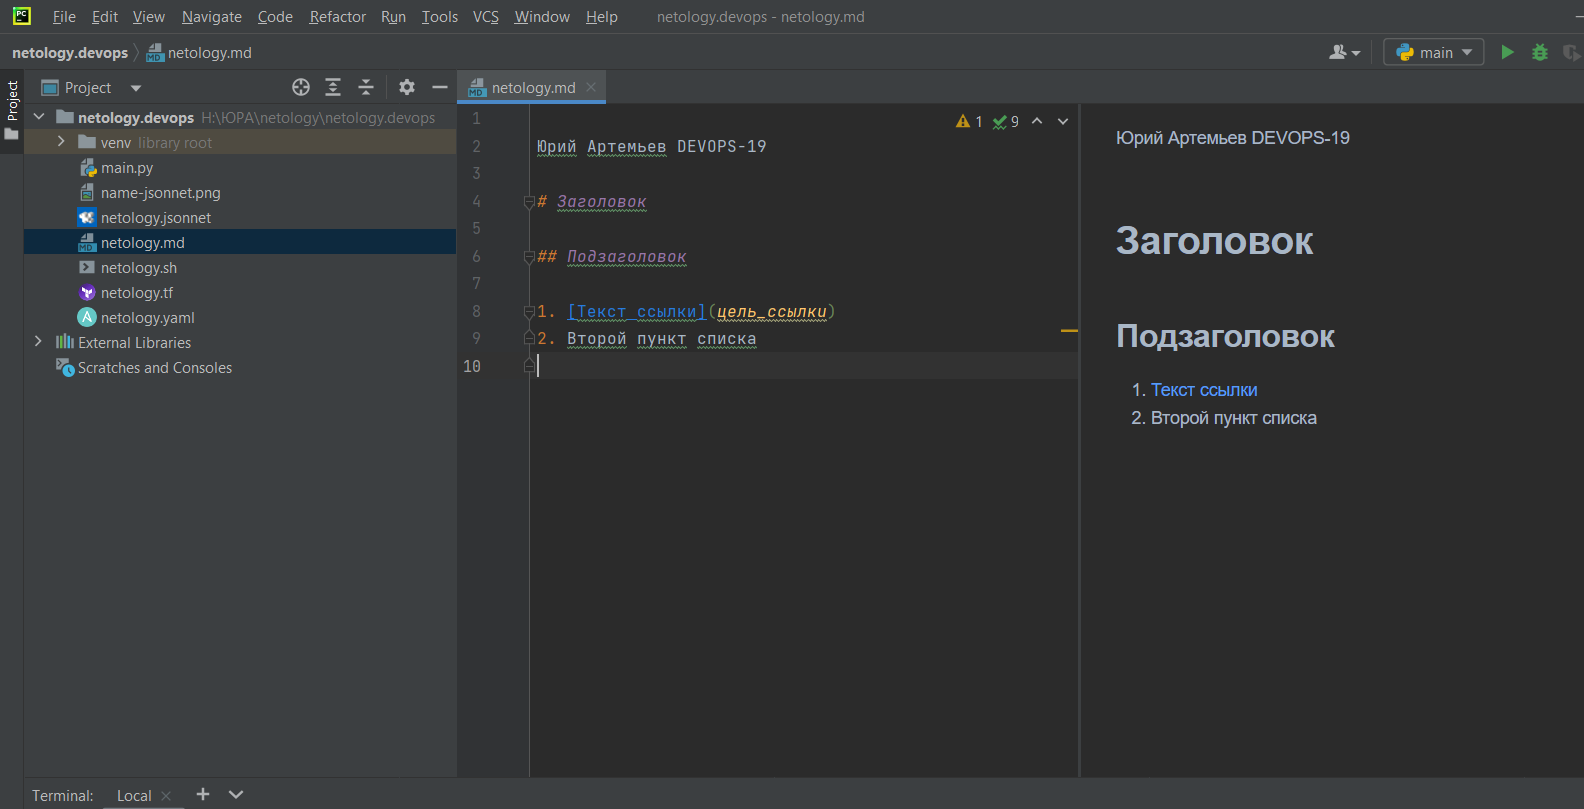 PC
File Edit View Navigate Code Refactor Run Tools VCS Window Help netology.devops - netology.md
netology.devops netology.md
main
Project
Project
netology.devops H:\ЮРА\netology\netology.devops
venv library root
main.py
name-jsonnet.png
netology.jsonnet
netology.md
netology.sh
netology.tf
netology.yaml
External Libraries
Scratches and Consoles
netology.md
1 9
1
2 Юрий Артемьев DEVOPS-19
3
4 # Заголовок
5
6 ## Подзаголовок
7
8 1. [Текст ссылки](цель_ссылки)
9 2. Второй пункт списка
10
Юрий Артемьев DEVOPS-19
Заголовок
Подзаголовок
1. Текст ссылки
2. Второй пункт списка
Terminal: Local